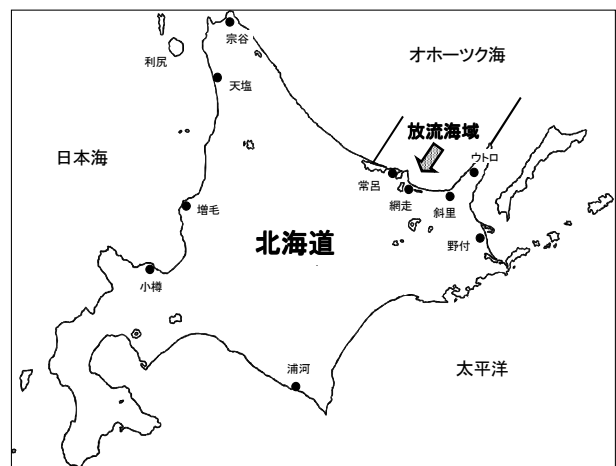 宗谷
オホーツク海
利尻
天塩
放流海域
日本海
ウトロ
常呂
網走
斜里
増毛
北海道
野付
小樽
浦河
太平洋